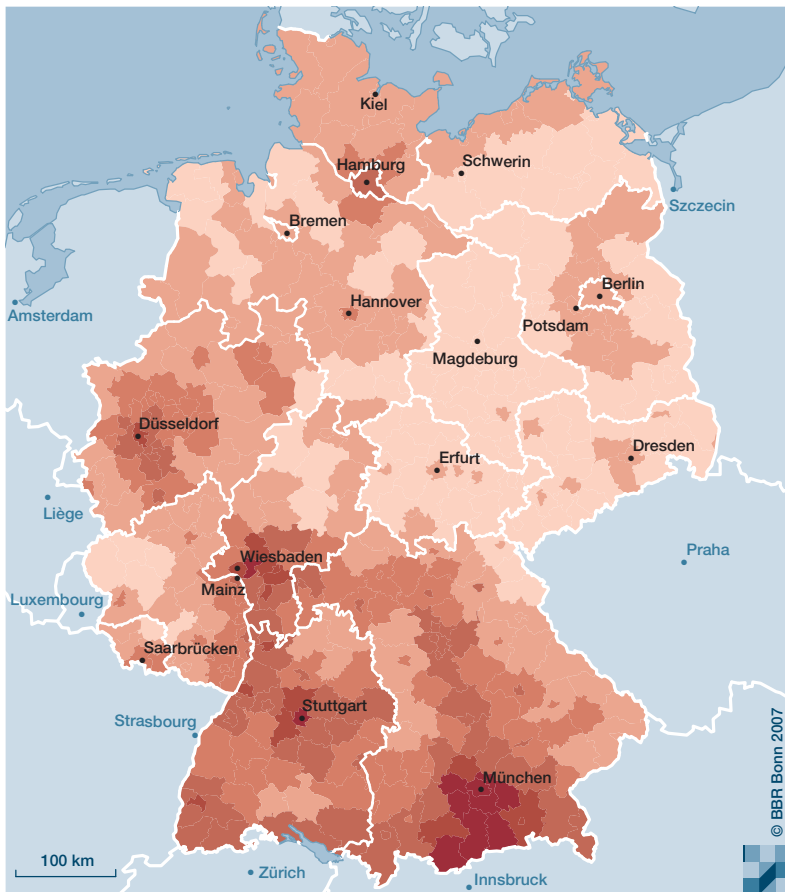 Kiel
Hamburg
Schwerin
Szczecin
Bremen
Berlin
Amsterdam
Hannover
Potsdam
Magdeburg
Düsseldorf
Erfurt
Dresden
Liège
Wiesbaden
Praha
Mainz
Luxembourg
Saarbrücken
Stuttgart
Strasbourg
München
© BBR Bonn 2007
100 km
Zürich
Innsbruck